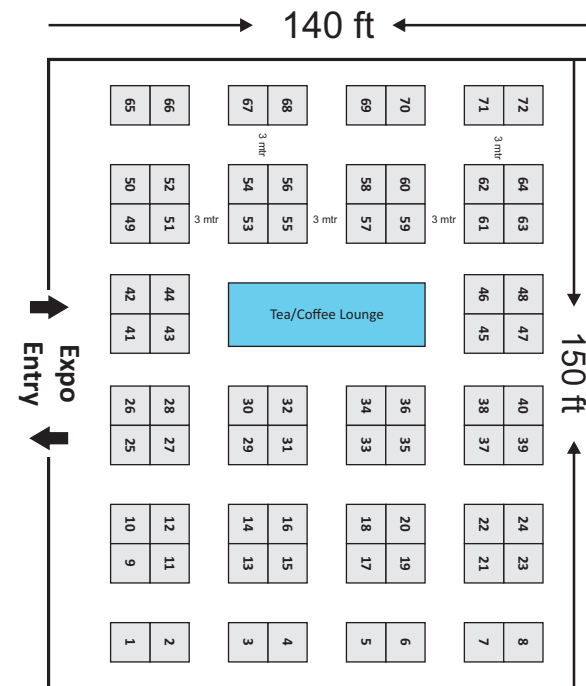 140 ft
65 66 67 68 69 70 71 72
3 mtr 3 mtr
50 52 54 56 58 60 62 64
49 51 3 mtr 53 55 3 mtr 57 59 3 mtr 61 63
42 44 46 48
Tea/Coffee Lounge
41 43 45 47
Expo
Entry
150 ft
26 28 30 32 34 36 38 40
25 27 29 31 33 35 37 39
10 12 14 16 18 20 22 24
9 11 13 15 17 19 21 23
1 2 3 4 5 6 7 8